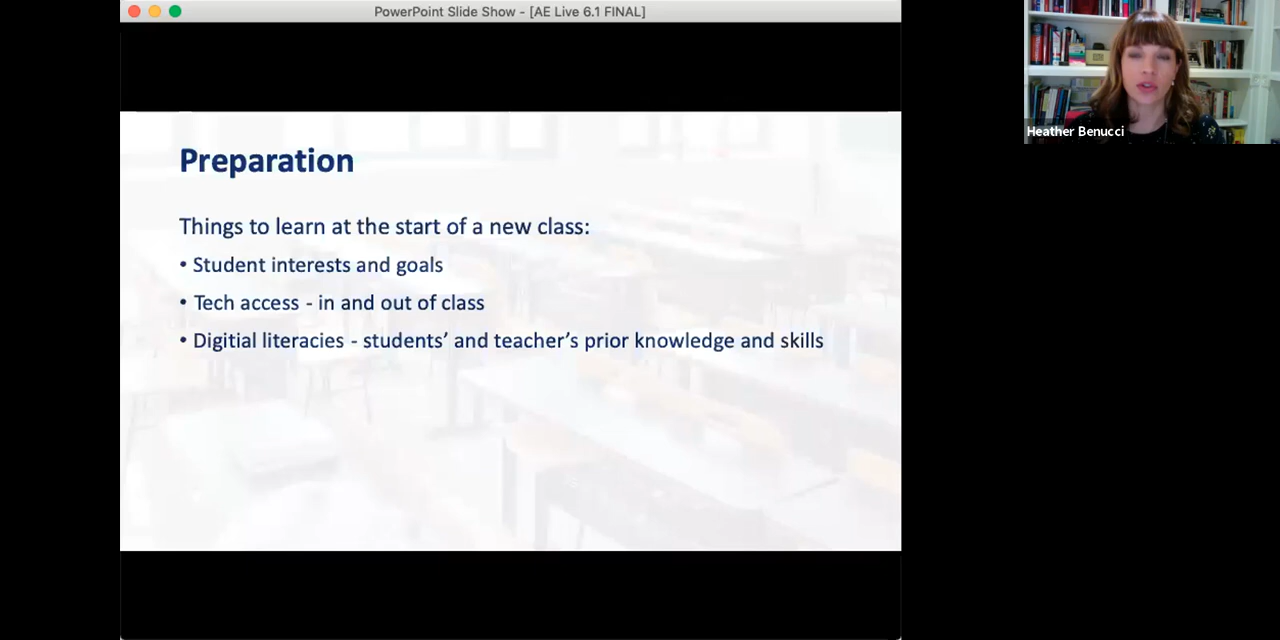 PowerPoint Slide Show - [AE Live 6.1 FINAL]
Heather Benucci
Preparation
Things to learn at the start of a new class:
• Student interests and goals
• Tech access - in and out of class
• Digitial literacies - students’ and teacher’s prior knowledge and skills